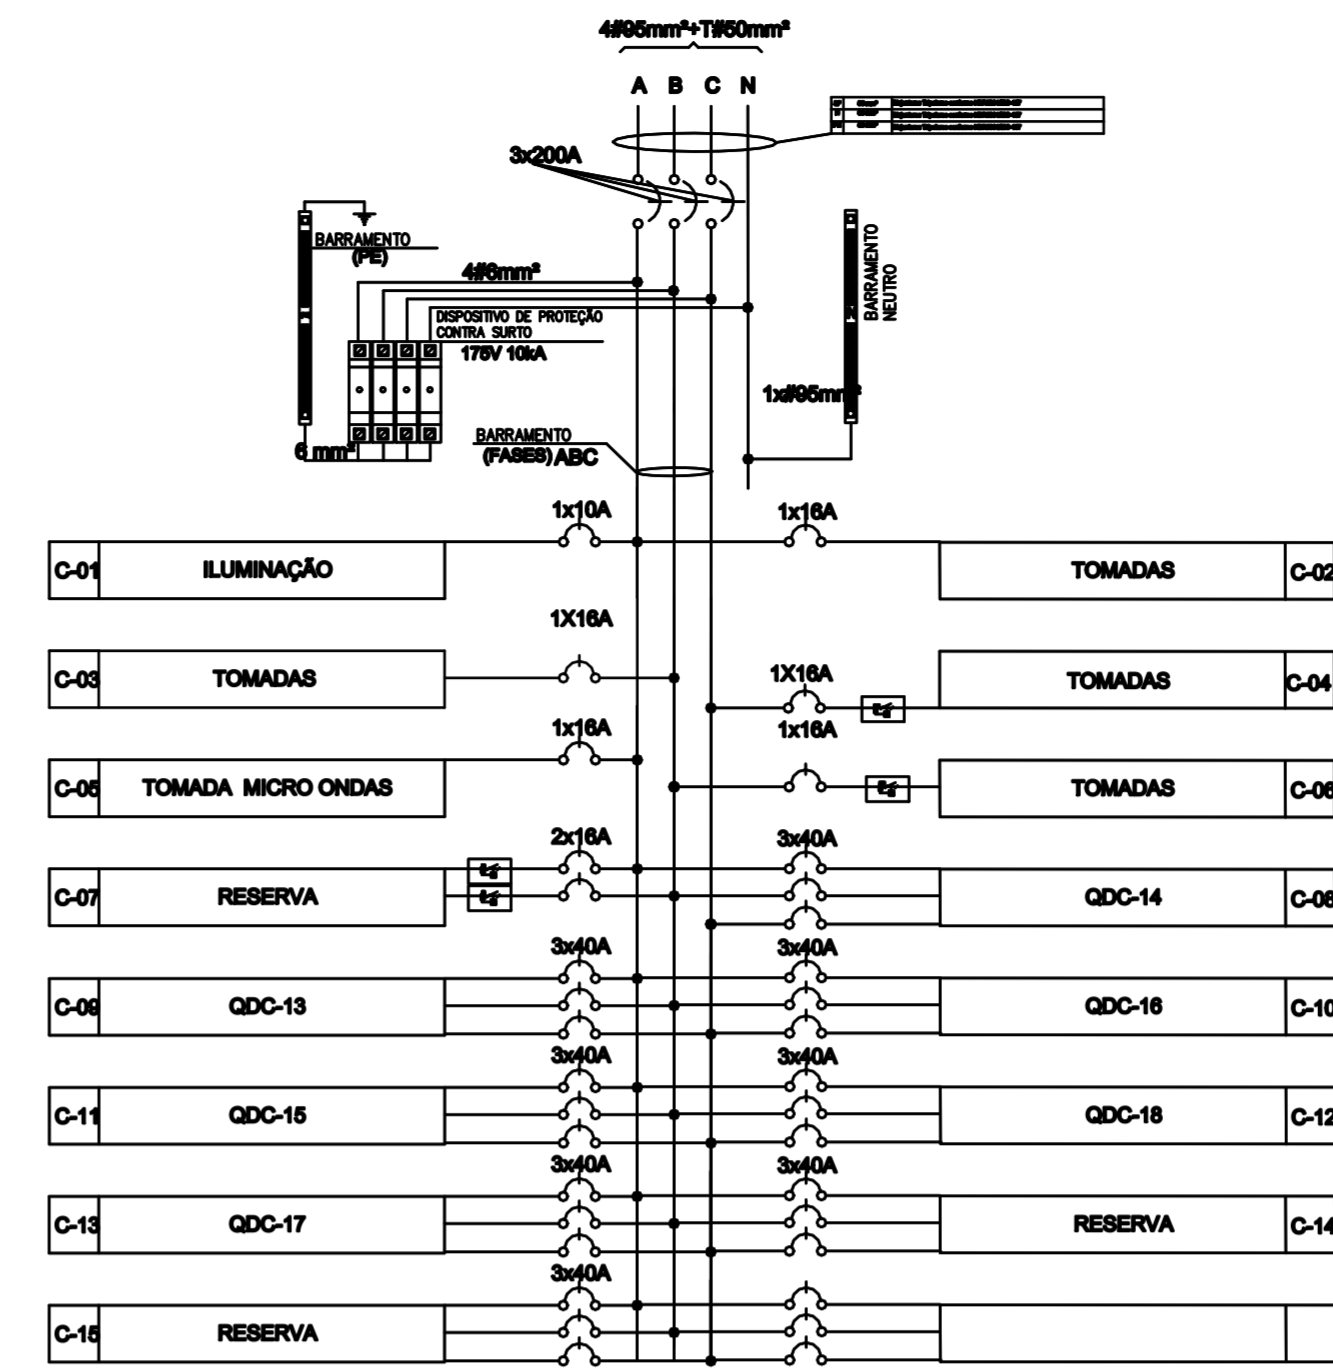 4#95mm²+T#50mm²
A B C N
3x200A
BARRAMENTO
(PE)
4#6mm²
DISPOSITIVO DE PROTEÇÃO
CONTRA SURTO
175V 10kA
BARRAMENTO
NEUTRO
1x#95mm²
6 mm²
BARRAMENTO
(FASES) ABC
1x10A 1x16A
C-01 ILUMINAÇÃO TOMADAS C-02
1X16A
C-03 TOMADAS 1X16A TOMADAS C-04
1x16A 1x16A
C-05 TOMADA MICRO ONDAS TOMADAS C-06
2x16A 3x40A
C-07 RESERVA QDC-14 C-08
3x40A 3x40A
C-09 QDC-13 QDC-16 C-10
3x40A 3x40A
C-11 QDC-15 QDC-18 C-12
3x40A 3x40A
C-13 QDC-17 RESERVA C-14
3x40A
C-15 RESERVA